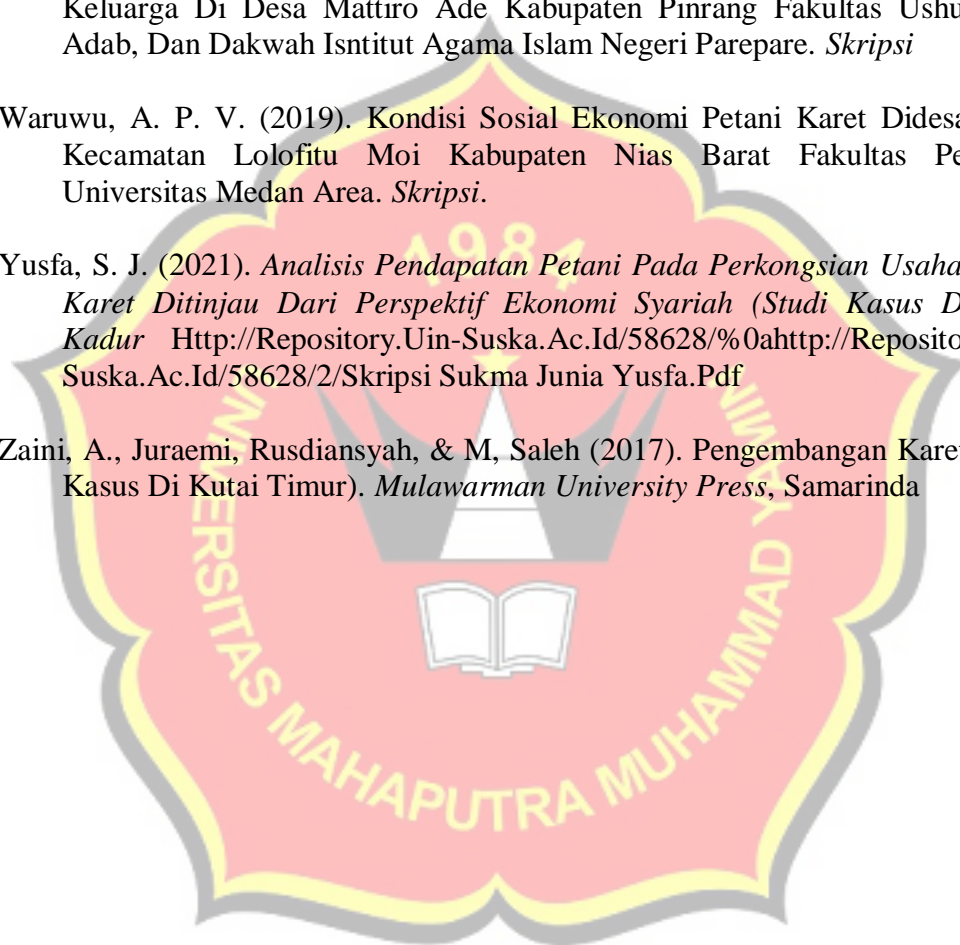 Keluarga Di Desa Mattiro Ade Kabupaten Pinrang Fakultas Ushu
Adab, Dan Dakwah Isntitut Agama Islam Negeri Parepare. Skripsi
Waruwu, A. P. V. (2019). Kondisi Sosial Ekonomi Petani Karet Didesa
Kecamatan Lolofitu Moi Kabupaten Nias Barat Fakultas Pe
Universitas Medan Area. Skripsi.
Yusfa, S. J. (2021). Analisis Pendapatan Petani Pada Perkongsian Usaha
Karet Ditinjau Dari Perspektif Ekonomi Syariah (Studi Kasus D
Kadur Http://Repository.Uin-Suska.Ac.Id/58628/%0ahttp://Reposito
Suska.Ac.Id/58628/2/Skripsi Sukma Junia Yusfa.Pdf
Zaini, A., Juraemi, Rusdiansyah, & M, Saleh (2017). Pengembangan Karet
Kasus Di Kutai Timur). Mulawarman University Press, Samarinda
1984
UNIVERSITAS MAHAPUTRA MUHAMMAD YAMIN